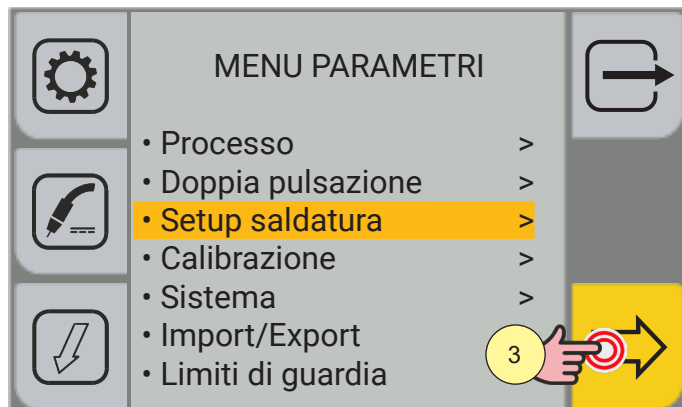 MENU PARAMETRI
• Processo >
• Doppia pulsazione >
• Setup saldatura >
• Calibrazione >
• Sistema >
• Import/Export
• Limiti di guardia
3